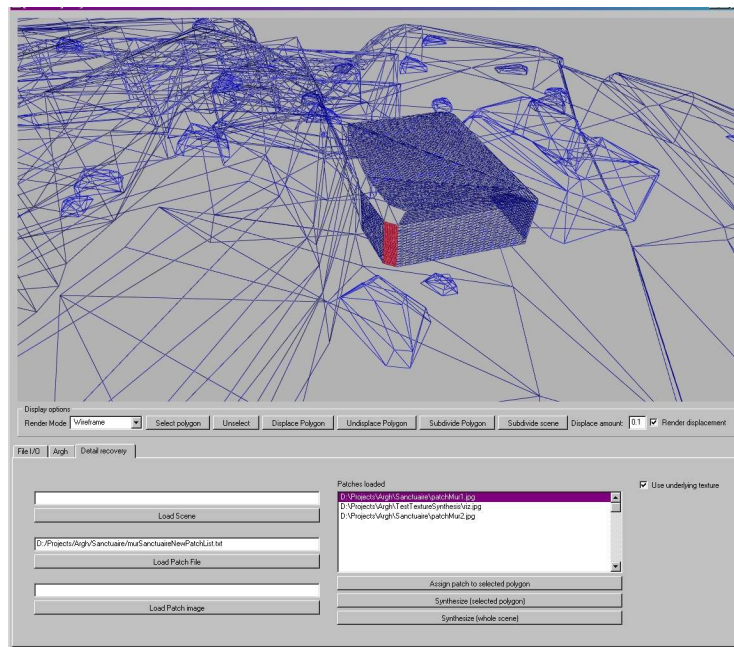 Display options
Render Mode Wireframe Select polygon Unselect Displace Polygon Undisplace Polygon Subdivide Polygon Subdivide scene Displace amount: 0.1 Render displacement
File I/O Argh Detail recovery
Patches loaded
Use underlying texture
D:\Projects\Argh\Sanctuaire\patchMur1.jpg
D:\Projects\Argh\TestTextureSynthesis\riz.jpg
D:\Projects\Argh\Sanctuaire\patchMur2.jpg
Load Scene
D:/Projects/Argh/Sanctuaire/murSanctuaireNewPatchList.txt
Load Patch File
Assign patch to selected polygon
Synthesize (selected polygon)
Load Patch image
Synthesize (whole scene)